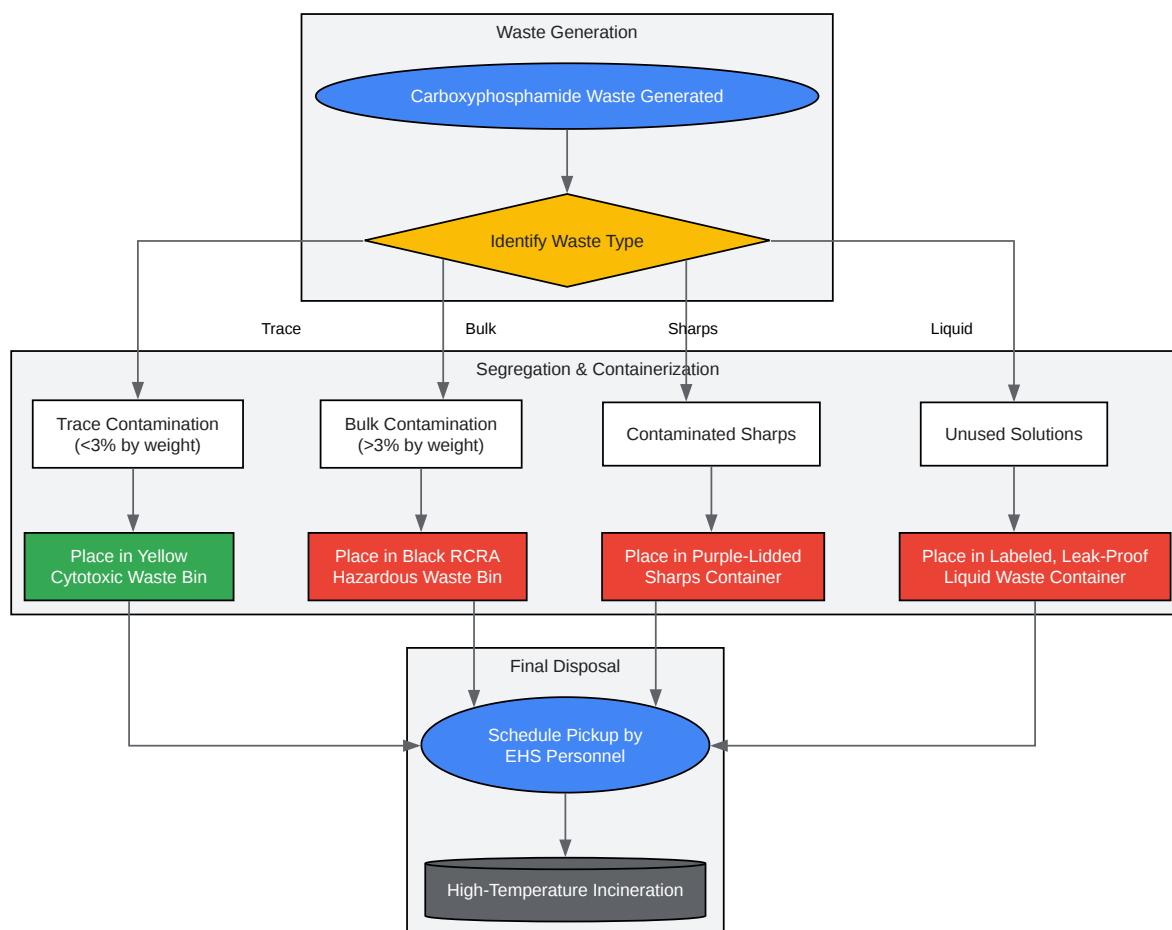 Waste Generation
Carboxyphosphamide Waste Generated
Identify Waste Type
Trace
Bulk
Sharps
Liquid
Segregation & Containerization
Trace Contamination
(<3% by weight)
Bulk Contamination
(>3% by weight)
Contaminated Sharps
Unused Solutions
Place in Yellow
Cytotoxic Waste Bin
Place in Black RCRA
Hazardous Waste Bin
Place in Purple-Lidded
Sharps Container
Place in Labeled, Leak-Proof
Liquid Waste Container
Final Disposal
Schedule Pickup by
EHS Personnel
High-Temperature Incineration